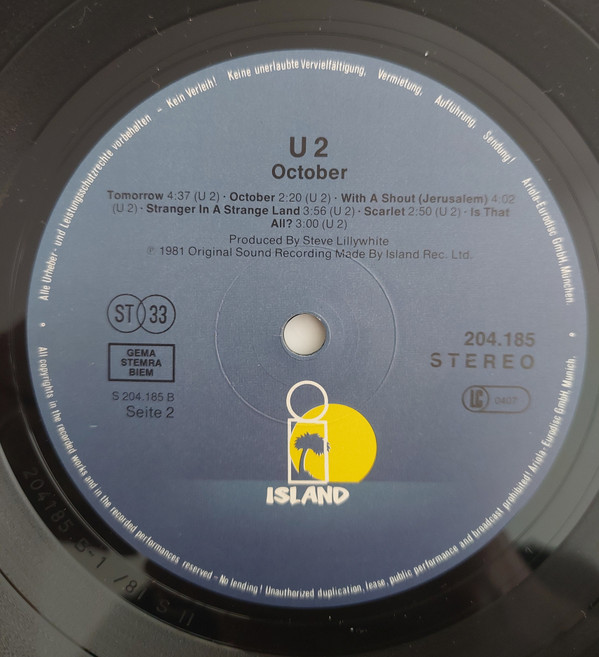 Alle Urheber- und Leistungsschutzrechte vorbehalten – Kein Verleih! Keine unerlaubte Vervielfältigung, Vermietung, Aufführung, Sendung! Ariola-Eurodisc GmbH, München
U 2
October
Tomorrow 4:37 (U 2) · October 2:20 (U 2) · With A Shout (Jerusalem) 4:02
(U 2) · Stranger In A Strange Land 3:56 (U 2) · Scarlet 2:50 (U 2) · Is That
All? 3:00 (U 2)
Produced By Steve Lillywhite
℗ 1981 Original Sound Recording Made By Island Rec. Ltd.
ST 33
GEMA
STEMRA
BIEM
S 204.185 B
Seite 2
204.185
STEREO
LC 0407
ISLAND
All copyrights in the recorded works and in the recorded performances reserved – No lending! Unauthorized duplication, lease, public performance and broadcast prohibited! Ariola-Eurodisc GmbH, Munich.